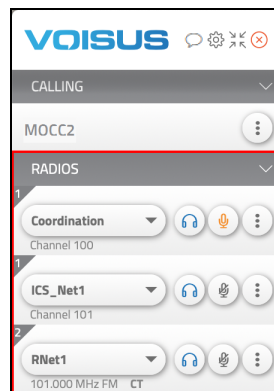 VOISUS
CALLING
MOCC2
RADIOS
1
Coordination
Channel 100
1
ICS_Net1
Channel 101
2
RNet1
101.000 MHz FM CT